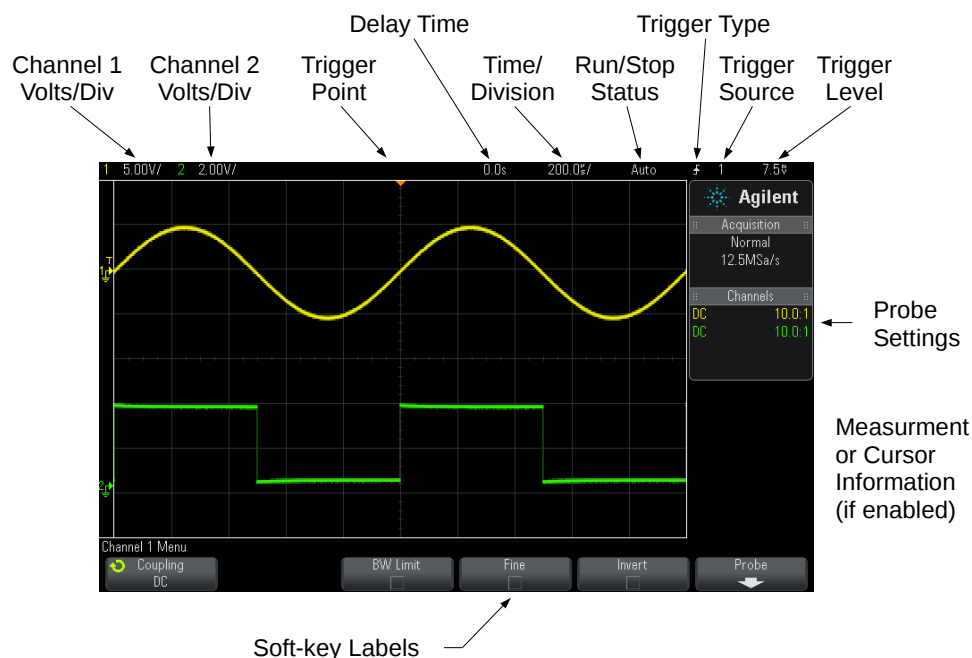 Delay Time
Trigger Type
Channel 1
Volts/Div
Channel 2
Volts/Div
Trigger
Point
Time/
Division
Run/Stop
Status
Trigger
Source
Trigger
Level
1 5.00V/ 2 2.00V/ 0.0s 200.0µs/ Auto 1 7.5V
Agilent
Acquisition
Normal
12.5MSa/s
Channels
DC 10.0:1
DC 10.0:1
T
1
2
Probe
Settings
Measurment
or Cursor
Information
(if enabled)
Channel 1 Menu
Coupling
DC
BW Limit
Fine
Invert
Probe
Soft-key Labels